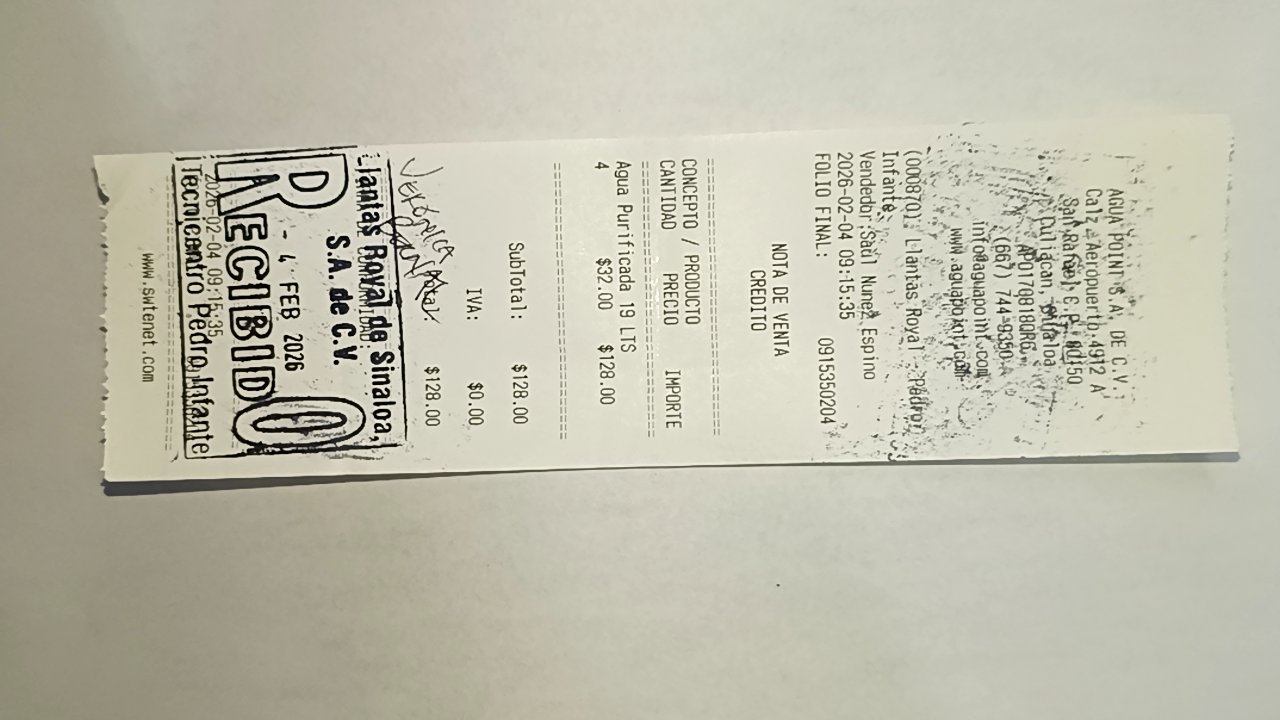 AGUA POINT S.A. DE C.V.
Calz. Aeropuerto 4912 A
San Rafael C.P. 80150
Culiacan, Sinaloa
APO170818QR6
(667) 744-9350
info@aguapoint.com
www.aguapoint.com
(000870) Llantas Royal - Pedro
Infante
Vendedor:Saúl Nunez Espino
2026-02-04 09:15:35
FOLIO FINAL: 0915350204
NOTA DE VENTA
CREDITO
==============================
CONCEPTO / PRODUCTO
CANTIDAD PRECIO IMPORTE
==============================
Agua Purificada 19 LTS
4 $32.00 $128.00
==============================
SubTotal: $128.00
IVA: $0.00
Total: $128.00
Verónica
Llantas Royal de Sinaloa,
S.A. de C.V.
- 4 FEB 2026
RECIBIDO
2026-02-04 09:15:35
Tecnicentro Pedro Infante
www.swtenet.com